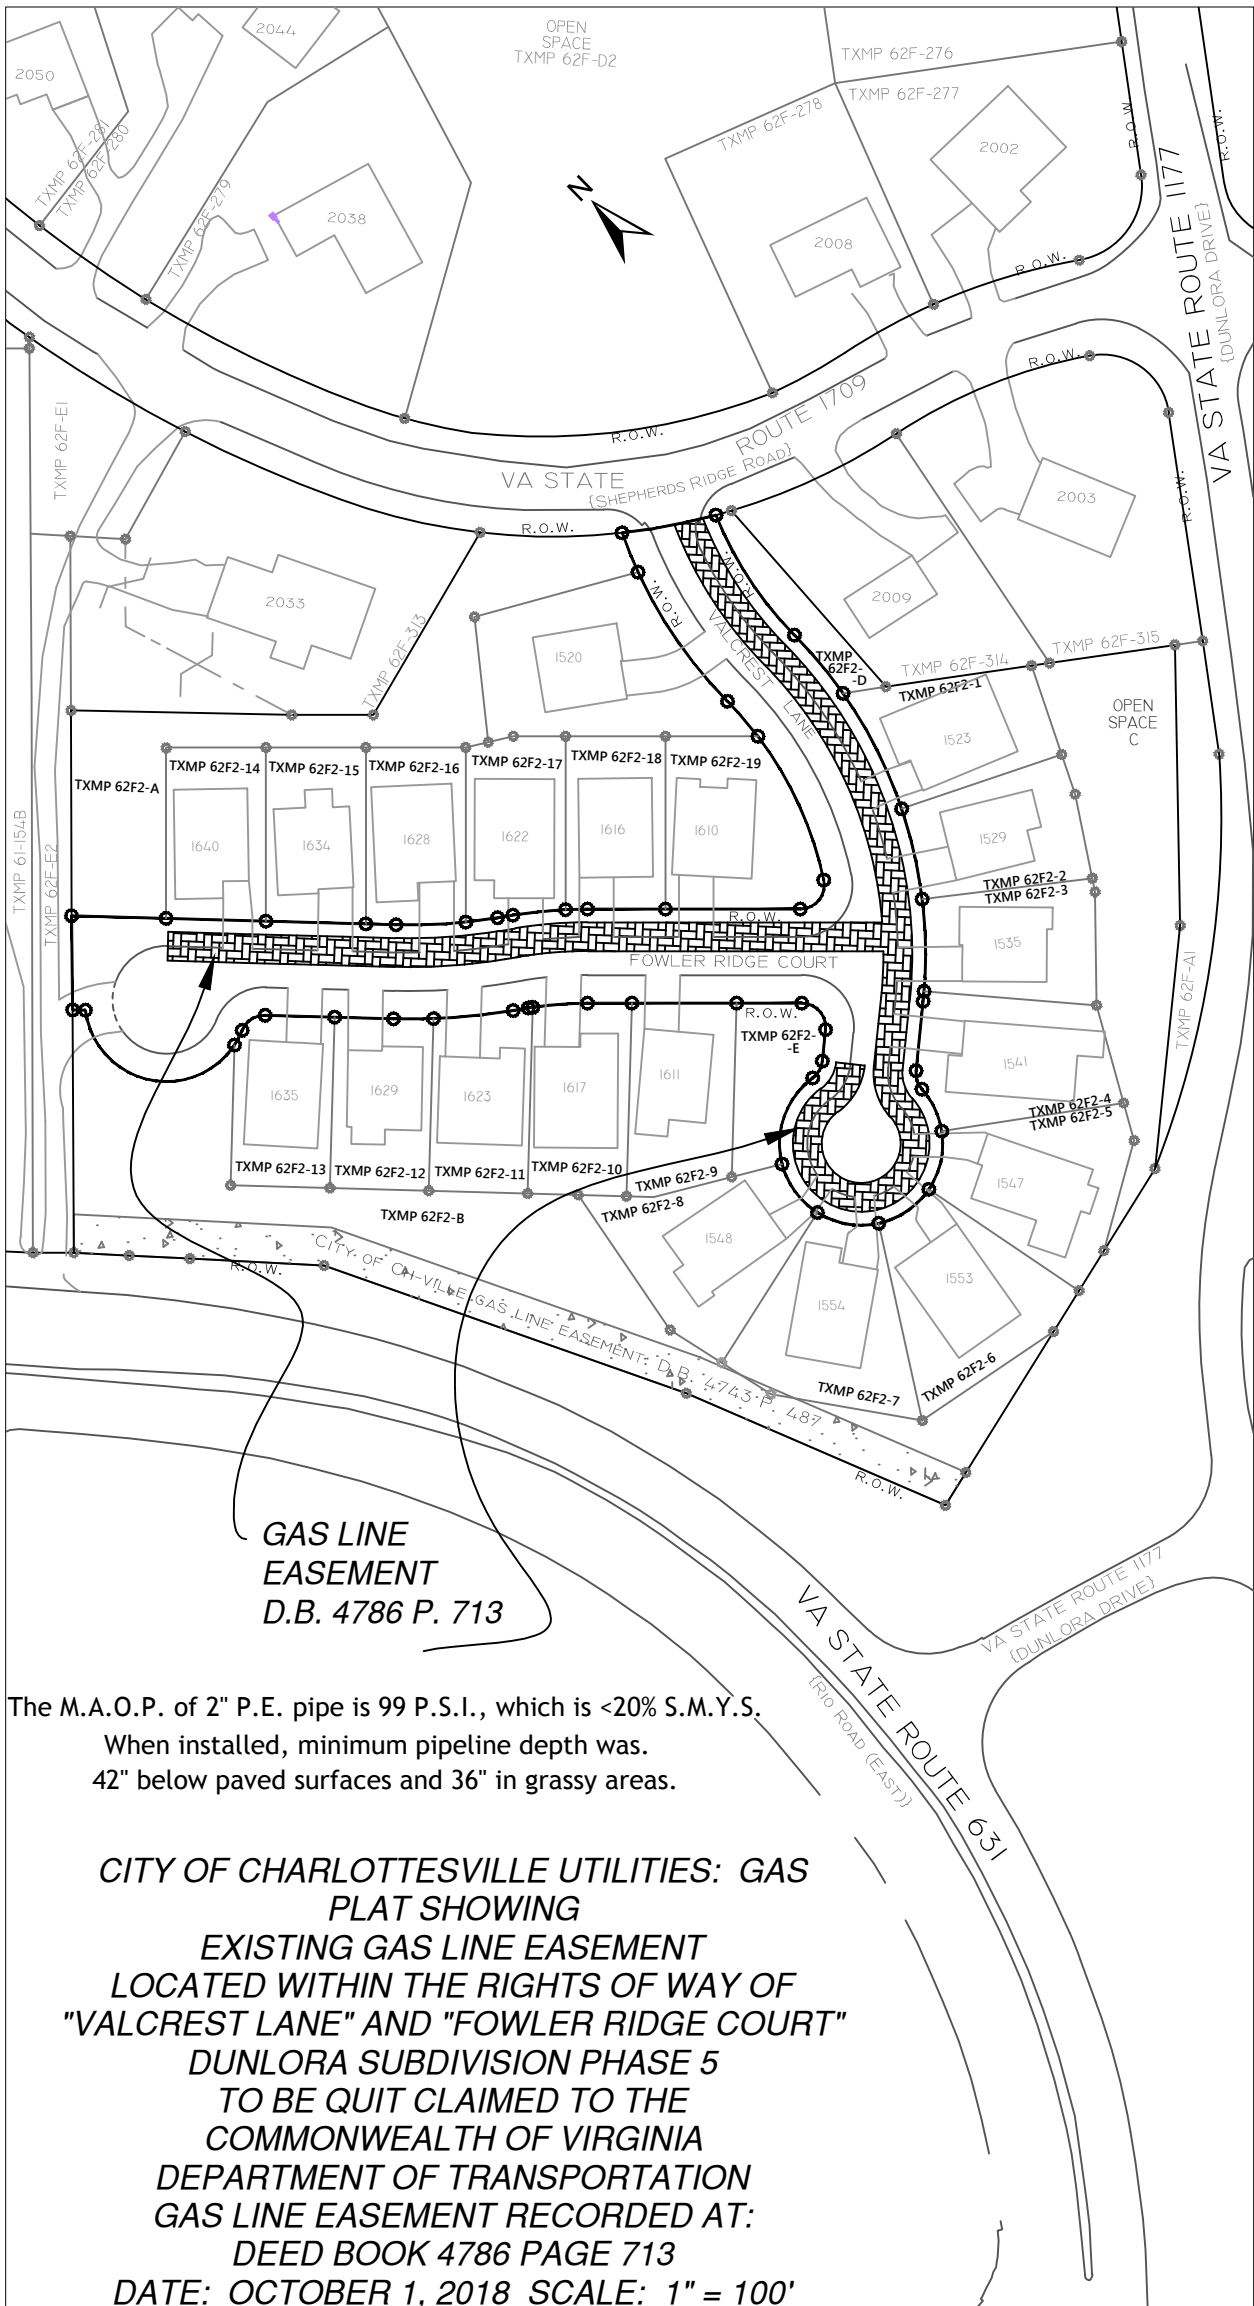 OPEN
SPACE
TXMP 62F-D2
2044
2050
TXMP 62F-276
TXMP 62F-277
TXMP 62F-278
TXMP 62F-281
TXMP 62F-280
TXMP 62F-279
2002
2038
2008
N
R.O.W.
R.O.W.
R.O.W.
VA STATE ROUTE 1177
{DUNLORA DRIVE}
R.O.W.
R.O.W.
R.O.W.
VA STATE
ROUTE 1709
{SHEPHERDS RIDGE ROAD}
R.O.W.
TXMP 62F-E1
2003
2009
2033
R.O.W.
R.O.W.
VALCREST
LANE
1520
TXMP 62F-313
TXMP
62F2-
-D
TXMP 62F-314
TXMP 62F-315
TXMP 62F2-1
OPEN
SPACE
C
1523
TXMP 62F2-A
TXMP 62F2-14
TXMP 62F2-15
TXMP 62F2-16
TXMP 62F2-17
TXMP 62F2-18
TXMP 62F2-19
1640
1634
1628
1622
1616
1610
1529
TXMP 62F2-2
TXMP 62F2-3
TXMP 61-154B
TXMP 62F-E2
R.O.W.
FOWLER RIDGE COURT
1535
TXMP 62F-A1
R.O.W.
TXMP 62F2-
-E
1541
1635
1629
1623
1617
1611
TXMP 62F2-4
TXMP 62F2-5
TXMP 62F2-13
TXMP 62F2-12
TXMP 62F2-11
TXMP 62F2-10
TXMP 62F2-9
TXMP 62F2-8
1547
TXMP 62F2-B
1548
1553
1554
CITY OF CH-VILLE GAS LINE EASEMENT: D.B. 4743 P. 487
R.O.W.
TXMP 62F2-7
TXMP 62F2-6
R.O.W.
GAS LINE
EASEMENT
D.B. 4786 P. 713
VA STATE ROUTE 1177
{DUNLORA DRIVE}
VA STATE ROUTE 631
{RIO ROAD (EAST)}
The M.A.O.P. of 2" P.E. pipe is 99 P.S.I., which is <20% S.M.Y.S.
When installed, minimum pipeline depth was.
42" below paved surfaces and 36" in grassy areas.
CITY OF CHARLOTTESVILLE UTILITIES: GAS
PLAT SHOWING
EXISTING GAS LINE EASEMENT
LOCATED WITHIN THE RIGHTS OF WAY OF
"VALCREST LANE" AND "FOWLER RIDGE COURT"
DUNLORA SUBDIVISION PHASE 5
TO BE QUIT CLAIMED TO THE
COMMONWEALTH OF VIRGINIA
DEPARTMENT OF TRANSPORTATION
GAS LINE EASEMENT RECORDED AT:
DEED BOOK 4786 PAGE 713
DATE: OCTOBER 1, 2018 SCALE: 1" = 100'